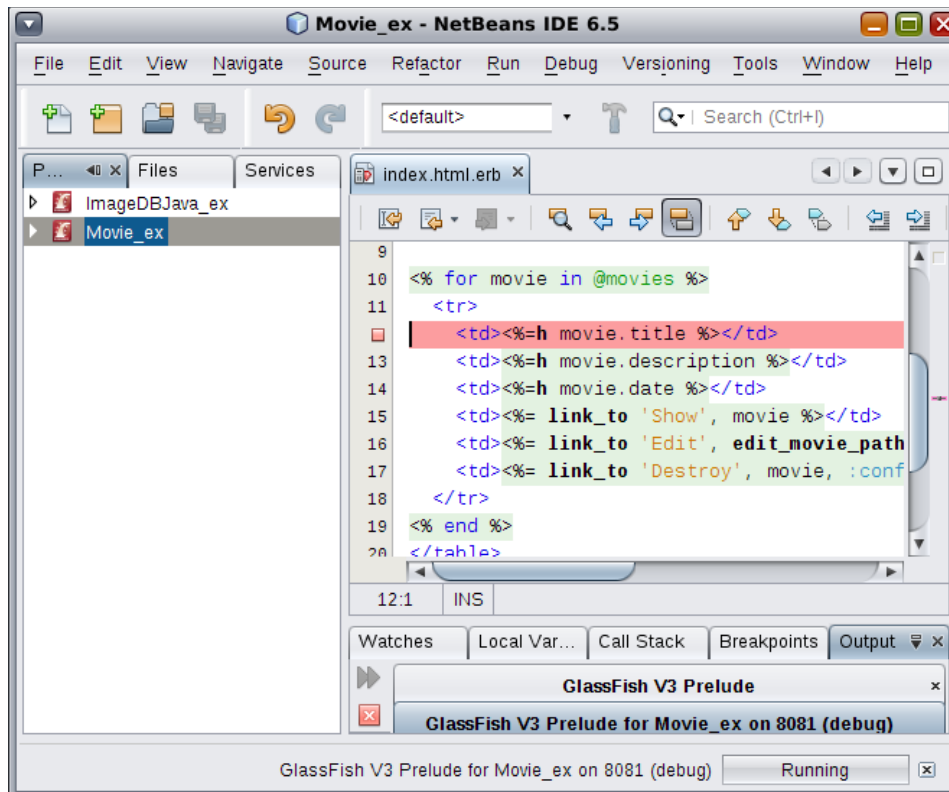 Movie_ex - NetBeans IDE 6.5
File Edit View Navigate Source Refactor Run Debug Versioning Tools Window Help
<default> Search (Ctrl+I)
P... Files Services
ImageDBJava_ex
Movie_ex
index.html.erb
9
10 <% for movie in @movies %>
11 <tr>
<td><%=h movie.title %></td>
13 <td><%=h movie.description %></td>
14 <td><%=h movie.date %></td>
15 <td><%= link_to 'Show', movie %></td>
16 <td><%= link_to 'Edit', edit_movie_path
17 <td><%= link_to 'Destroy', movie, :conf
18 </tr>
19 <% end %>
20 </table>
12:1 INS
Watches Local Var... Call Stack Breakpoints Output
GlassFish V3 Prelude
GlassFish V3 Prelude for Movie_ex on 8081 (debug)
GlassFish V3 Prelude for Movie_ex on 8081 (debug) Running